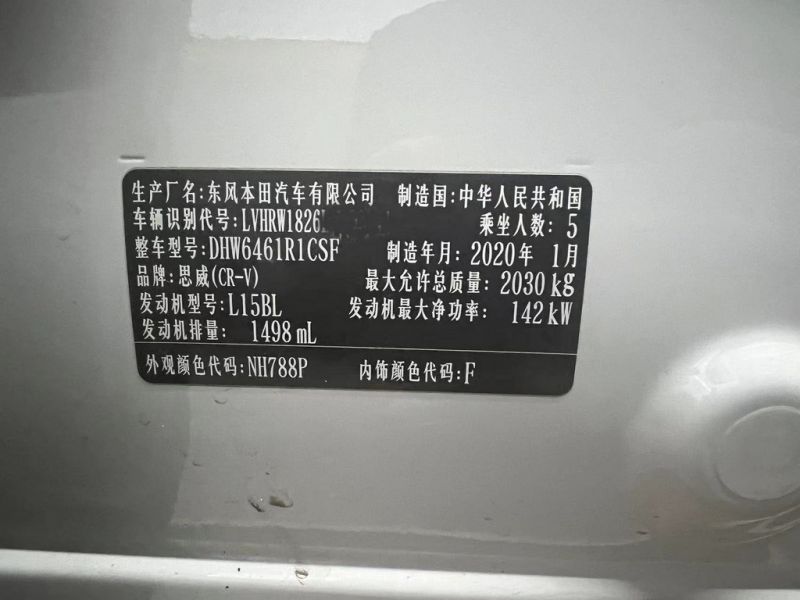 生产厂名:东风本田汽车有限公司 制造国:中华人民共和国
车辆识别代号:LVHRW1826 乘坐人数:5
整车型号:DHW6461R1CSF 制造年月:2020年 1月
品牌:思威(CR-V) 最大允许总质量:2030kg
发动机型号:L15BL 发动机最大净功率:142kW
发动机排量:1498mL
外观颜色代码:NH788P 内饰颜色代码:F